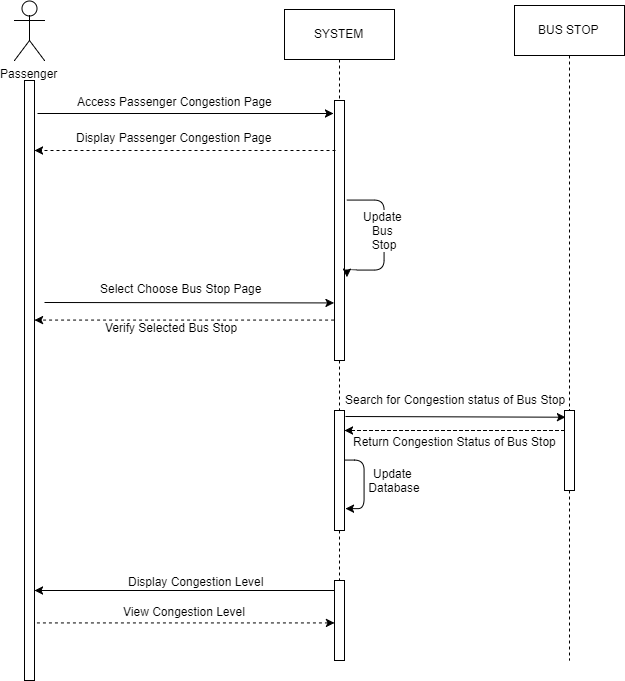 SYSTEM
BUS STOP
Passenger
Access Passenger Congestion Page
Display Passenger Congestion Page
Update
Bus
Stop
Select Choose Bus Stop Page
Verify Selected Bus Stop
Search for Congestion status of Bus Stop
Return Congestion Status of Bus Stop
Update
Database
Display Congestion Level
View Congestion Level